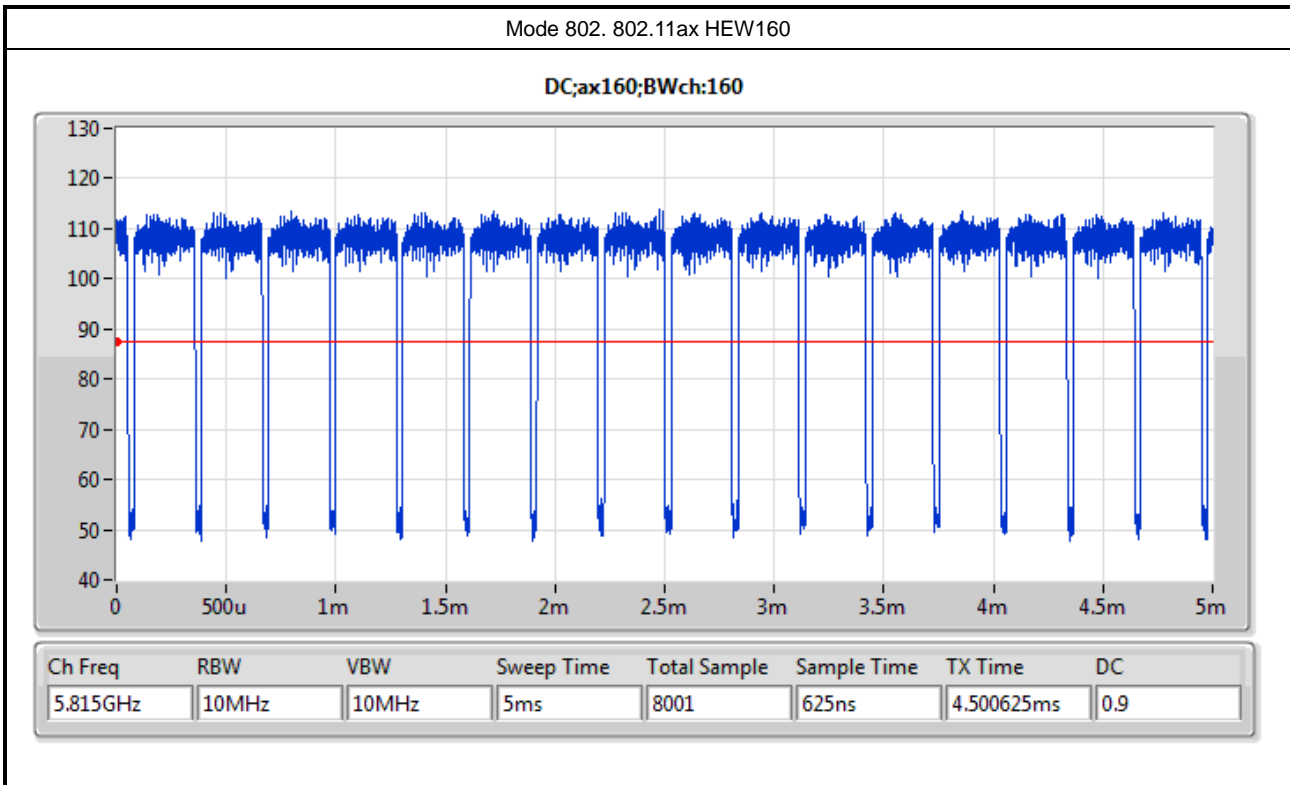 Mode 802. 802.11ax HEW160
DC;ax160;BWch:160
130
120
110
100
90
80
70
60
50
40
0 500u 1m 1.5m 2m 2.5m 3m 3.5m 4m 4.5m 5m
Ch Freq RBW VBW Sweep Time Total Sample Sample Time TX Time DC
5.815GHz 10MHz 10MHz 5ms 8001 625ns 4.500625ms 0.9